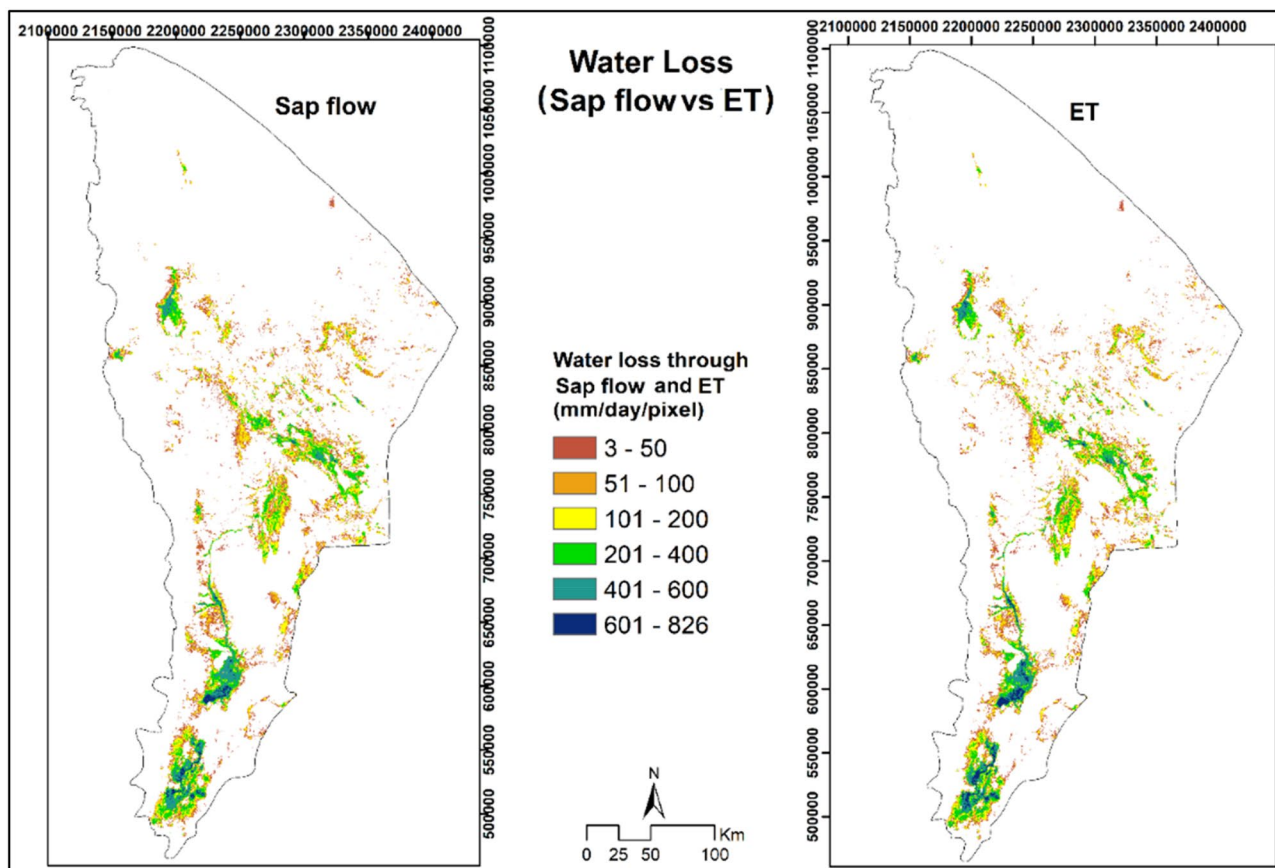 2100000 2150000 2200000 2250000 2300000 2350000 2400000
2100000 2150000 2200000 2250000 2300000 2350000 2400000
Water Loss
(Sap flow vs ET)
Sap flow
ET
1100000
1050000
1000000
950000
900000
850000
800000
750000
700000
650000
600000
550000
500000
1100000
1050000
1000000
950000
900000
850000
800000
750000
700000
650000
600000
550000
500000
Water loss through
Sap flow and ET
(mm/day/pixel)
3 - 50
51 - 100
101 - 200
201 - 400
401 - 600
601 - 826
N
0 25 50 100 Km